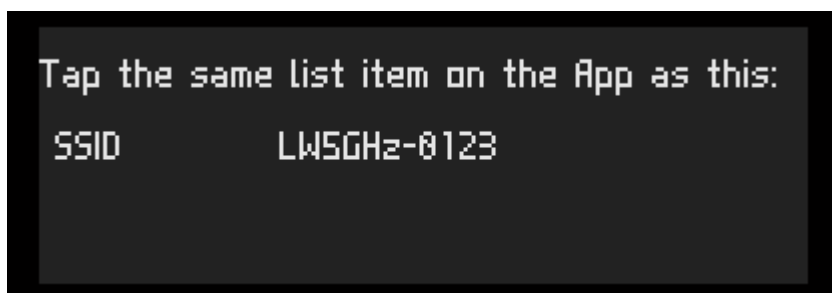 Tap the same list item on the App as this:
SSID LW5GHz-0123